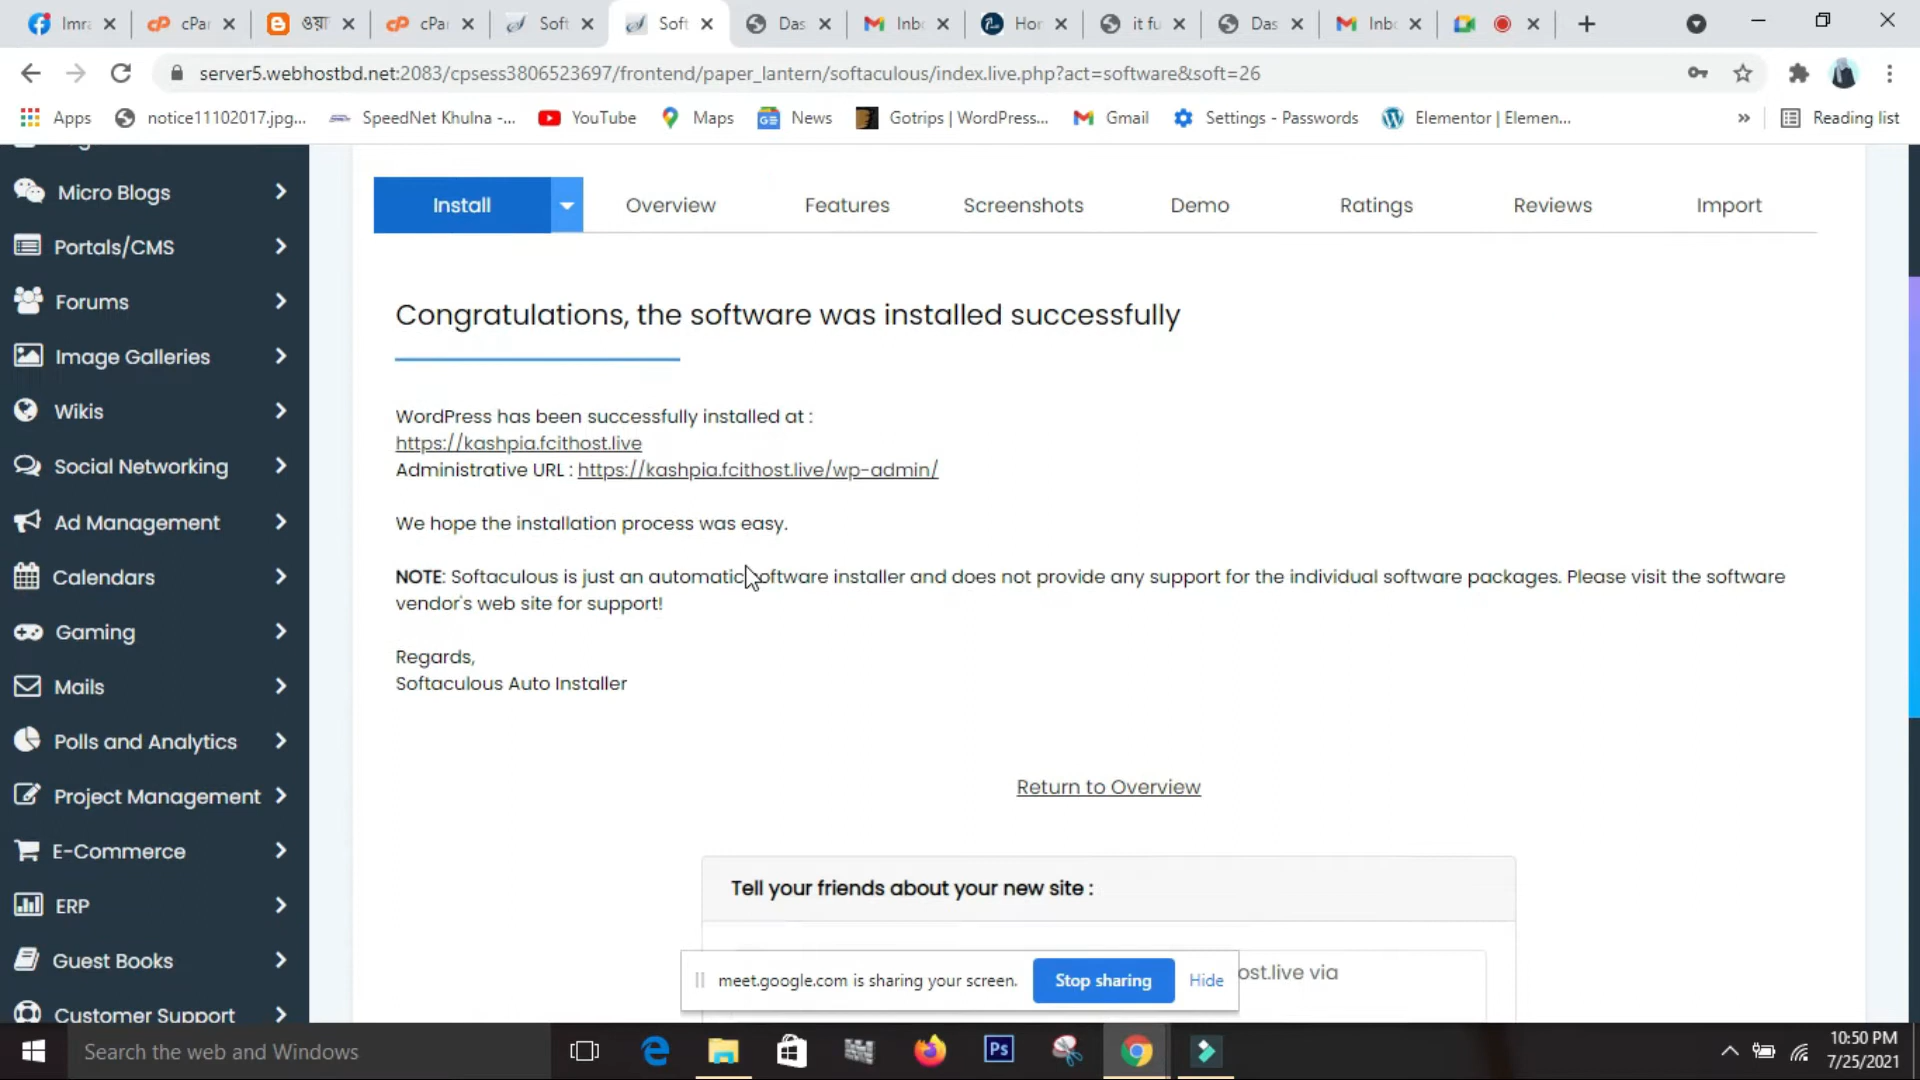 Imra
cPar
ওয়া
cPar
Soft
Soft
Das
Inb
Hor
it fu
Das
Inb
server5.webhostbd.net:2083/cpsess3806523697/frontend/paper_lantern/softaculous/index.live.php?act=software&soft=26
Apps
notice11102017.jpg...
SpeedNet Khulna -...
YouTube
Maps
News
Gotrips | WordPress...
Gmail
Settings - Passwords
Elementor | Elemen...
»
Reading list
Micro Blogs
Portals/CMS
Forums
Image Galleries
Wikis
Social Networking
Ad Management
Calendars
Gaming
Mails
Polls and Analytics
Project Management
E-Commerce
ERP
Guest Books
Customer Support
Install
Overview
Features
Screenshots
Demo
Ratings
Reviews
Import
Congratulations, the software was installed successfully
WordPress has been successfully installed at :
https://kashpia.fcithost.live
Administrative URL : https://kashpia.fcithost.live/wp-admin/
We hope the installation process was easy.
NOTE: Softaculous is just an automatic software installer and does not provide any support for the individual software packages. Please visit the software
vendor's web site for support!
Regards,
Softaculous Auto Installer
Return to Overview
Tell your friends about your new site :
ost.live via
meet.google.com is sharing your screen.
Stop sharing
Hide
Search the web and Windows
Ps
10:50 PM
7/25/2021